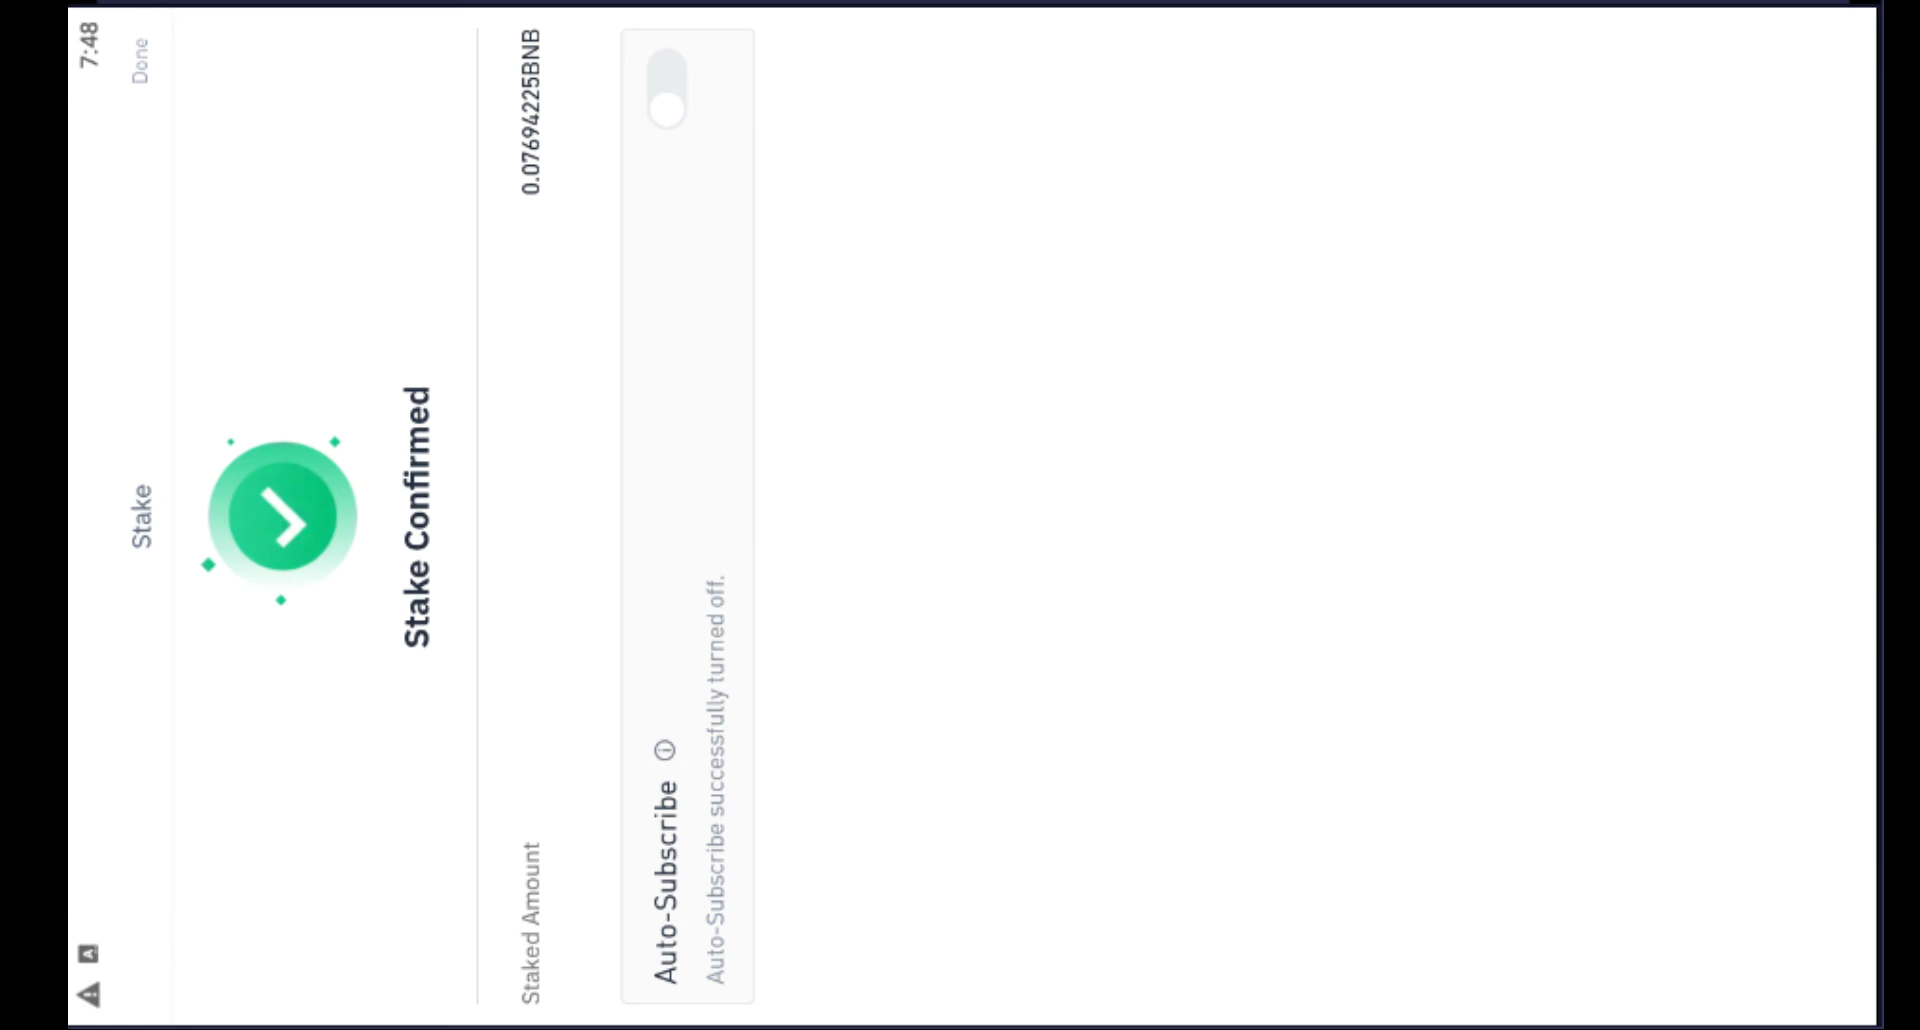 7:48
Stake
Done
Stake Confirmed
Staked Amount 0.07694225BNB
Auto-Subscribe
Auto-Subscribe successfully turned off.